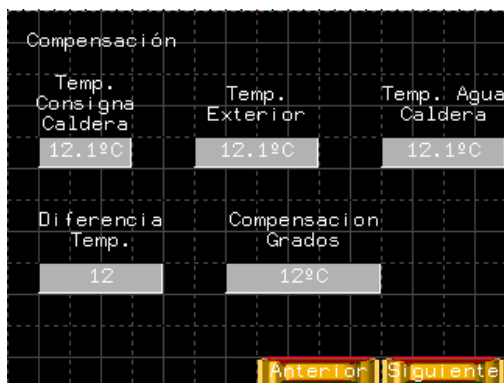 Compensación
Temp.
Consigna
Caldera
Temp.
Exterior
Temp. Agua
Caldera
12.1ºC
12.1ºC
12.1ºC
Diferencia
Temp.
Compensacion
Grados
12
12ºC
Anterior
Siguiente